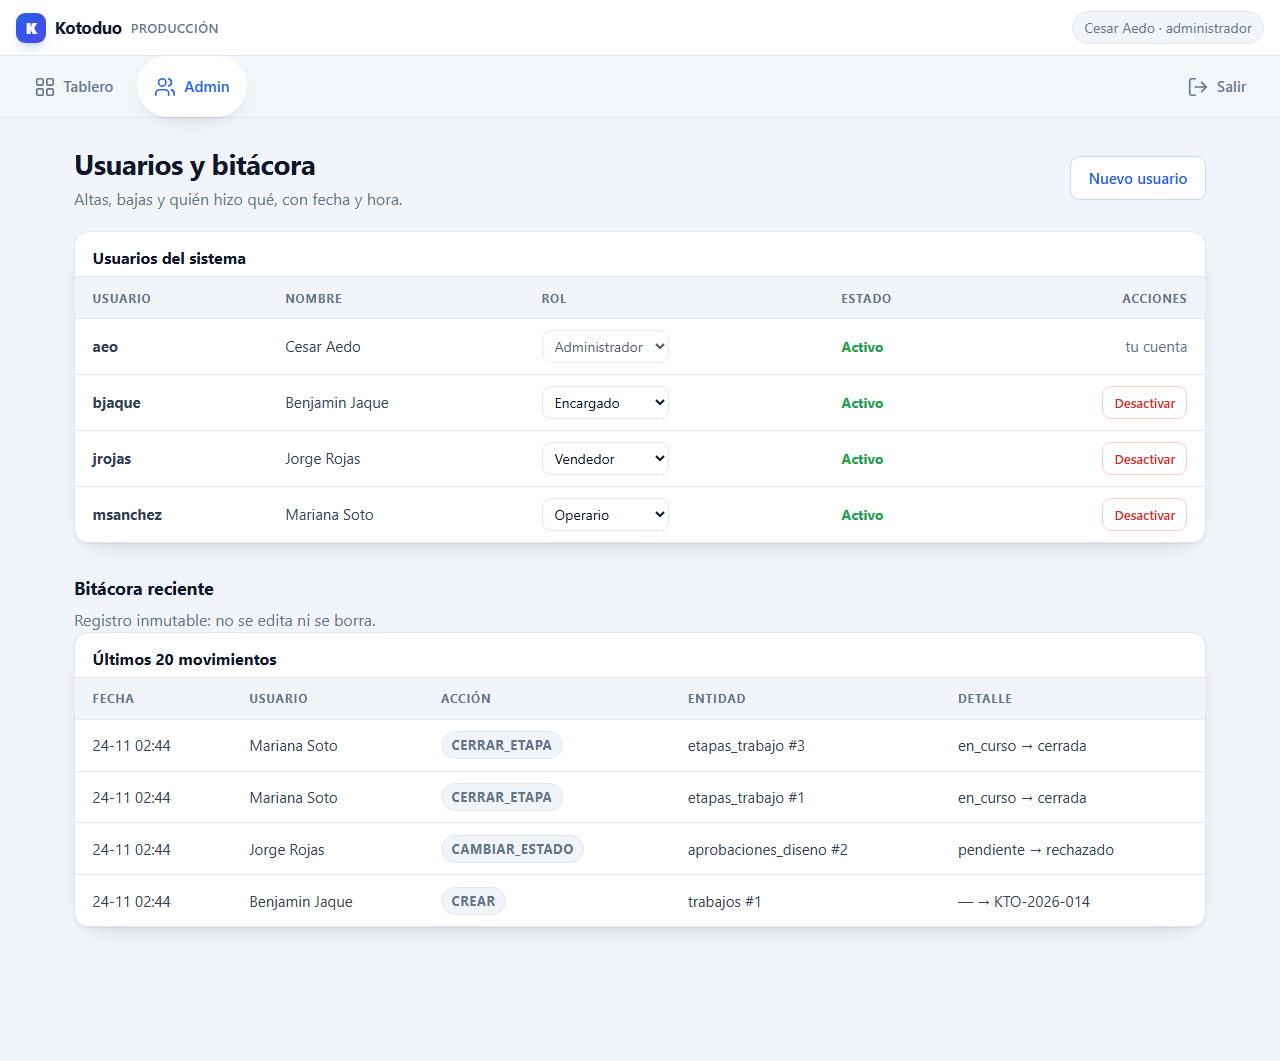 K Kotoduo PRODUCCIÓN Cesar Aedo · administrador
Tablero Admin Salir
Usuarios y bitácora
Altas, bajas y quién hizo qué, con fecha y hora.
Nuevo usuario
Usuarios del sistema
USUARIO NOMBRE ROL ESTADO ACCIONES
aeo Cesar Aedo Administrador Activo tu cuenta
bjaque Benjamin Jaque Encargado Activo Desactivar
jrojas Jorge Rojas Vendedor Activo Desactivar
msanchez Mariana Soto Operario Activo Desactivar
Bitácora reciente
Registro inmutable: no se edita ni se borra.
Últimos 20 movimientos
FECHA USUARIO ACCIÓN ENTIDAD DETALLE
24-11 02:44 Mariana Soto CERRAR_ETAPA etapas_trabajo #3 en_curso → cerrada
24-11 02:44 Mariana Soto CERRAR_ETAPA etapas_trabajo #1 en_curso → cerrada
24-11 02:44 Jorge Rojas CAMBIAR_ESTADO aprobaciones_diseno #2 pendiente → rechazado
24-11 02:44 Benjamin Jaque CREAR trabajos #1 — → KTO-2026-014